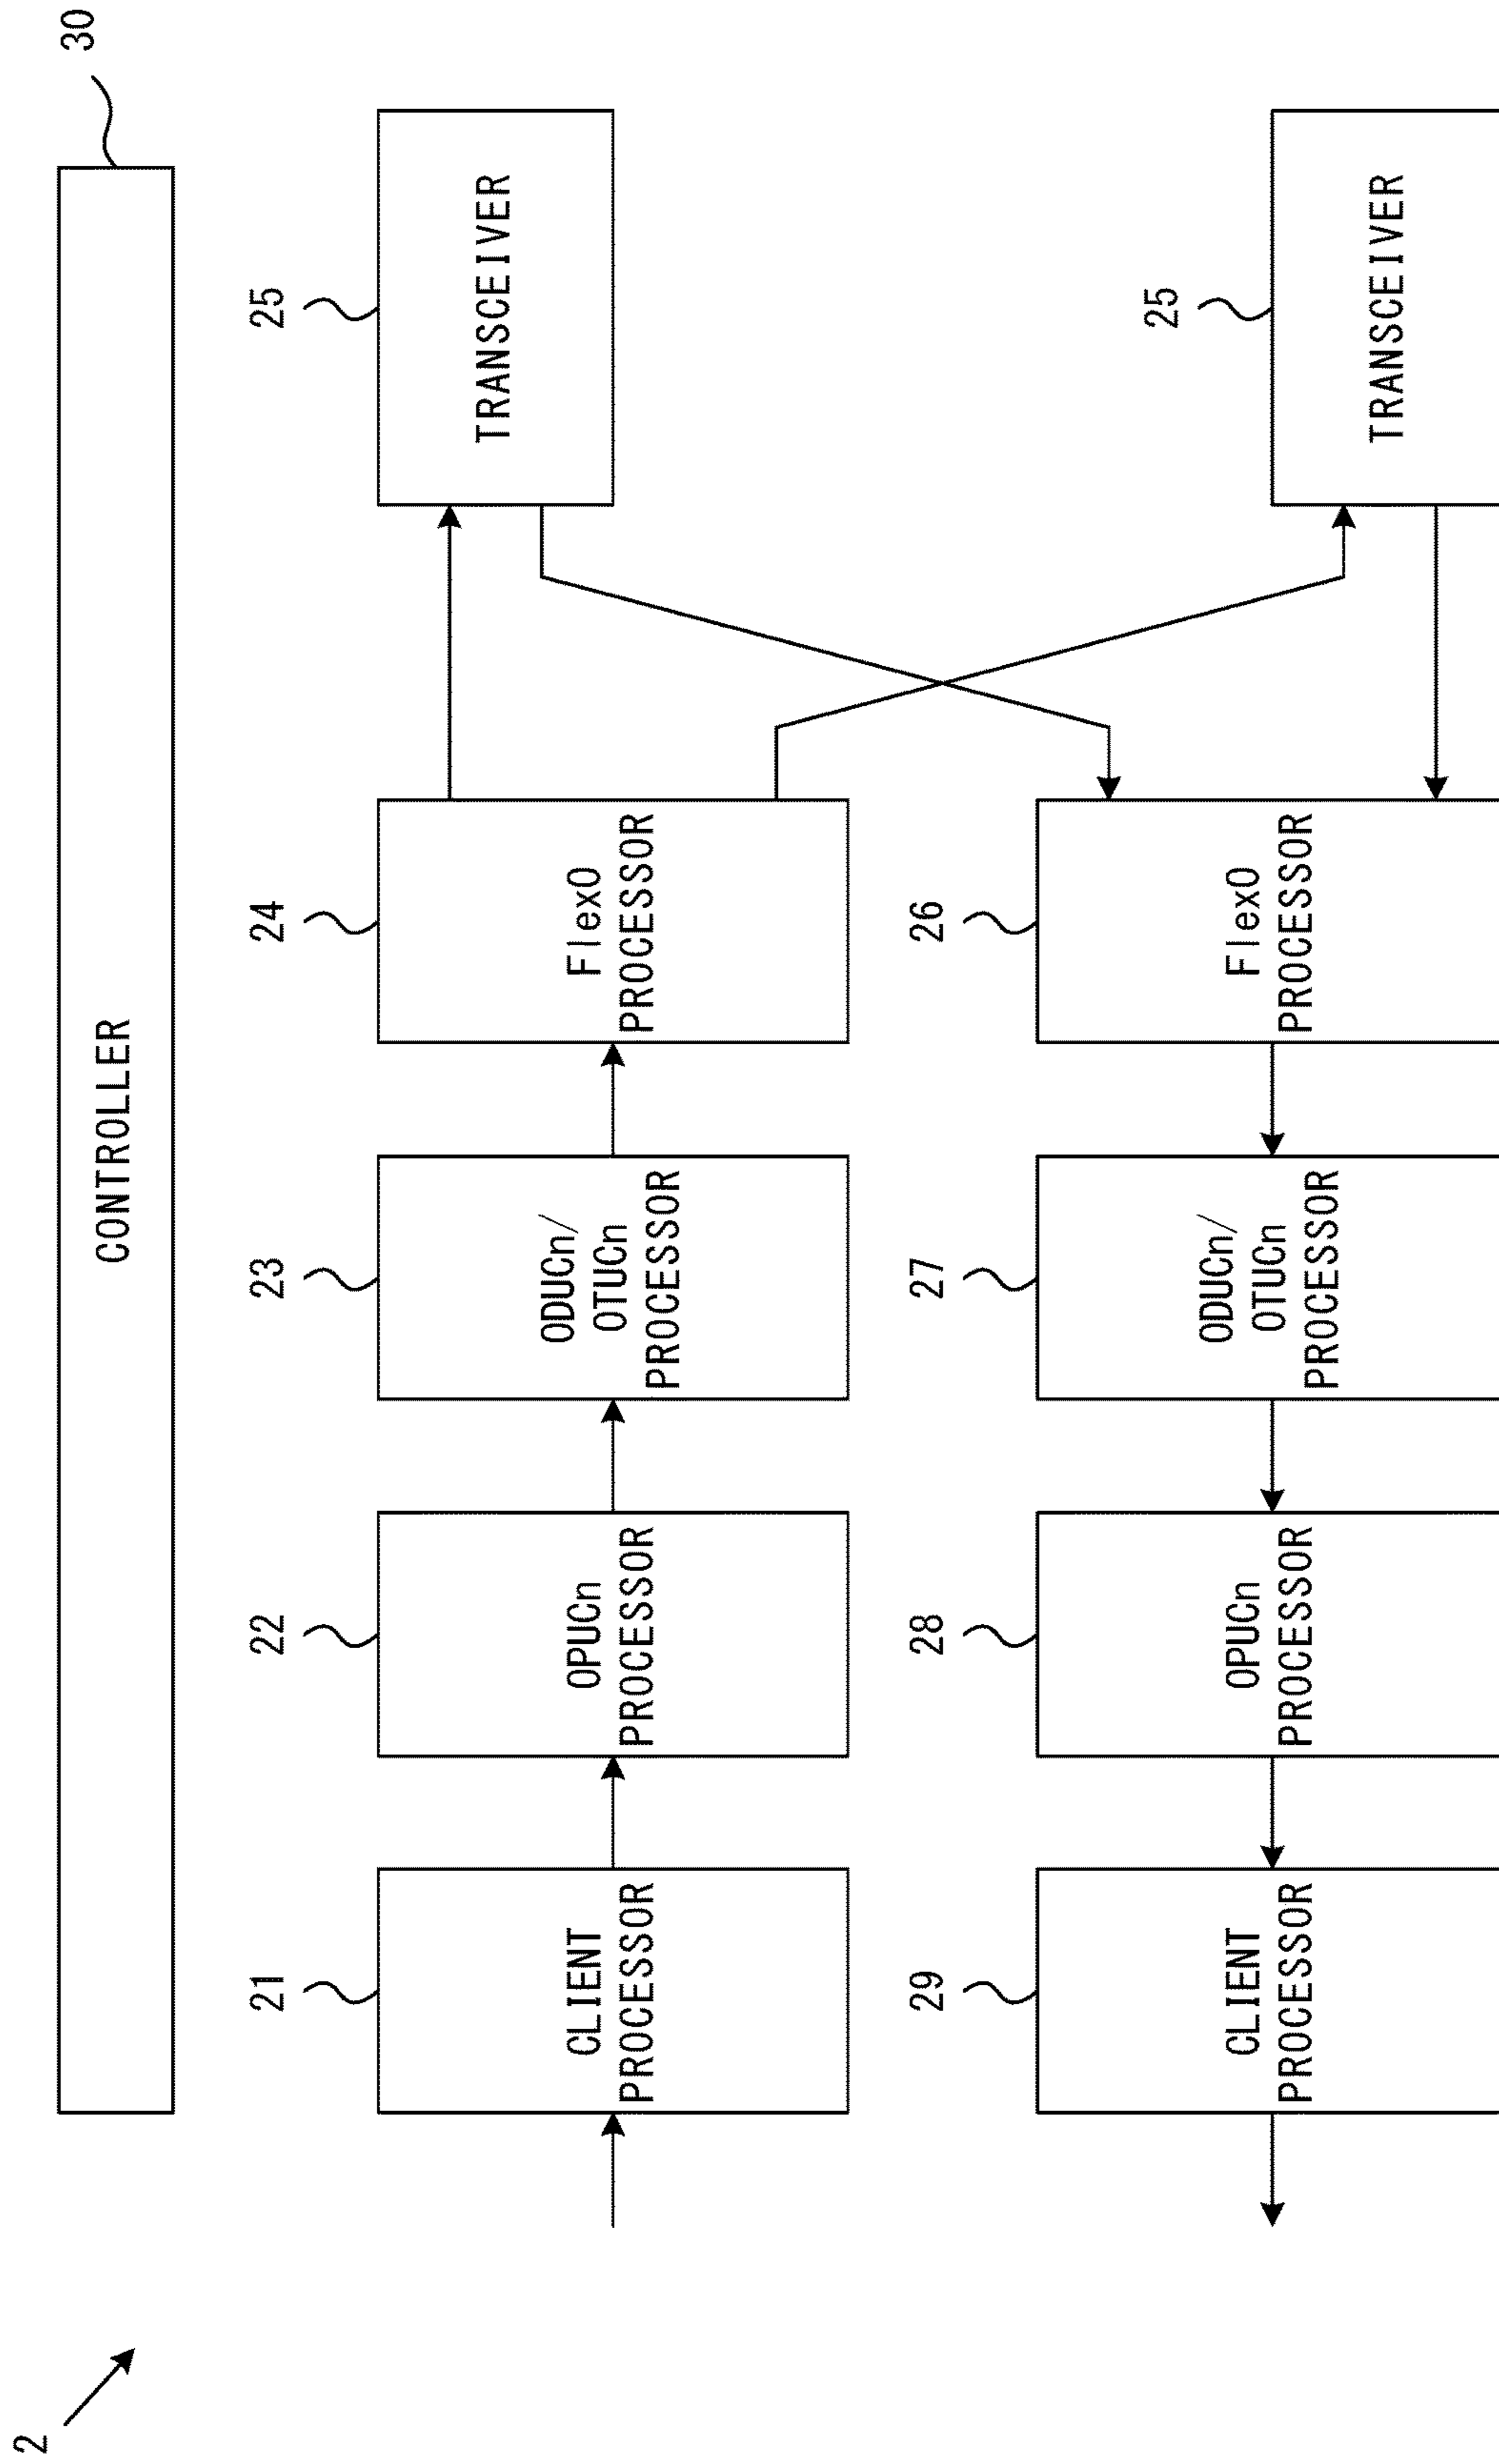 2
30
CONTROLLER
21
22
23
24
25
CLIENT
PROCESSOR
OPUCn
PROCESSOR
ODUCn/
OTUCn
PROCESSOR
FlexO
PROCESSOR
TRANSCEIVER
29
28
27
26
25
CLIENT
PROCESSOR
OPUCn
PROCESSOR
ODUCn/
OTUCn
PROCESSOR
FlexO
PROCESSOR
TRANSCEIVER